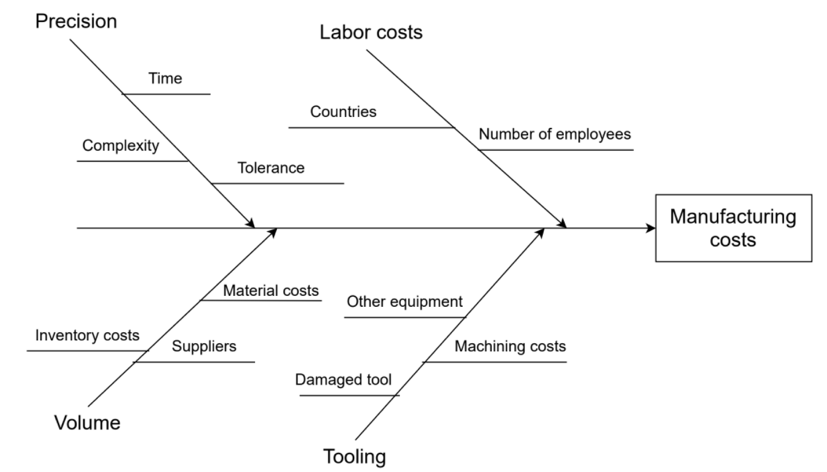 Precision
Labor costs
Time
Countries
Number of employees
Complexity
Tolerance
Manufacturing
costs
Material costs
Other equipment
Inventory costs
Suppliers
Machining costs
Damaged tool
Volume
Tooling